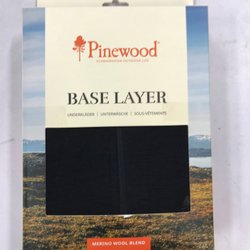 Pinewood
SCANDINAVIAN OUTDOOR LIFE
BASE LAYER
UNDERKLÄDER | UNTERWÄSCHE | SOUS-VÊTEMENTS
MERINO WOOL BLEND